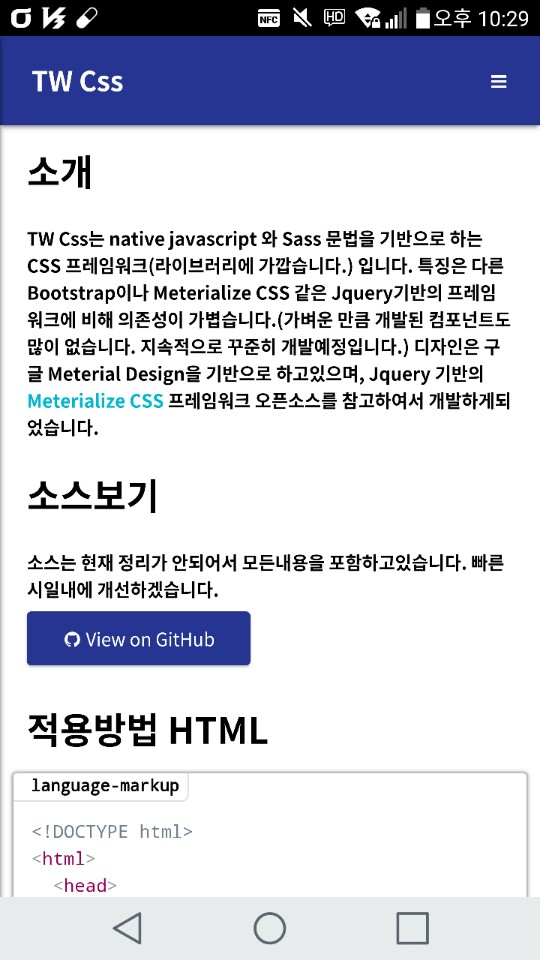 NFC HD 오후 10:29
TW Css
소개
TW Css는 native javascript 와 Sass 문법을 기반으로 하는
CSS 프레임워크(라이브러리에 가깝습니다.) 입니다. 특징은 다른
Bootstrap이나 Meterialize CSS 같은 Jquery기반의 프레임
워크에 비해 의존성이 가볍습니다.(가벼운 만큼 개발된 컴포넌트도
많이 없습니다. 지속적으로 꾸준히 개발예정입니다.) 디자인은 구
글 Meterial Design을 기반으로 하고있으며, Jquery 기반의
Meterialize CSS 프레임워크 오픈소스를 참고하여서 개발하게되
었습니다.
소스보기
소스는 현재 정리가 안되어서 모든내용을 포함하고있습니다. 빠른
시일내에 개선하겠습니다.
View on GitHub
적용방법 HTML
language-markup
<!DOCTYPE html>
<html>
<head>